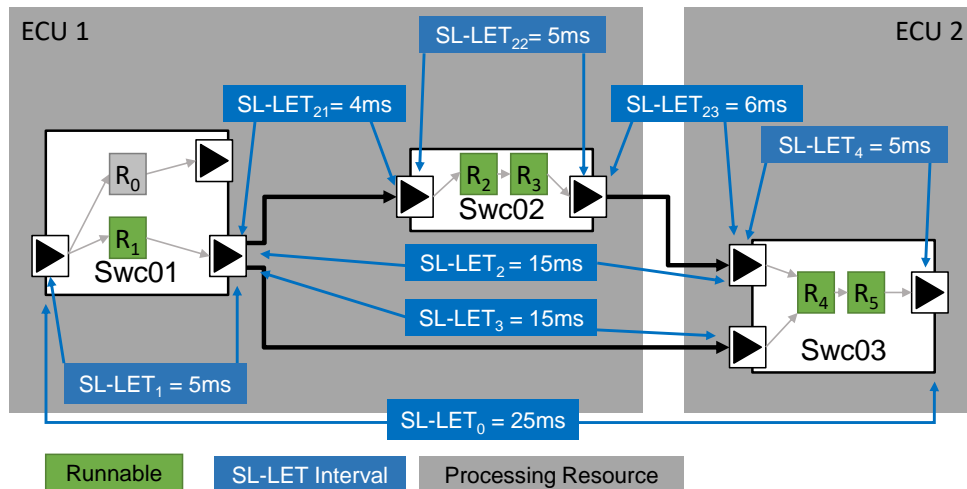 ECU 1
ECU 2
SL-LET22= 5ms
SL-LET21= 4ms
SL-LET23= 6ms
SL-LET4= 5ms
R0
R1
Swc01
R2
R3
Swc02
SL-LET2 = 15ms
SL-LET3 = 15ms
R4
R5
Swc03
SL-LET1 = 5ms
SL-LET0 = 25ms
Runnable
SL-LET Interval
Processing Resource